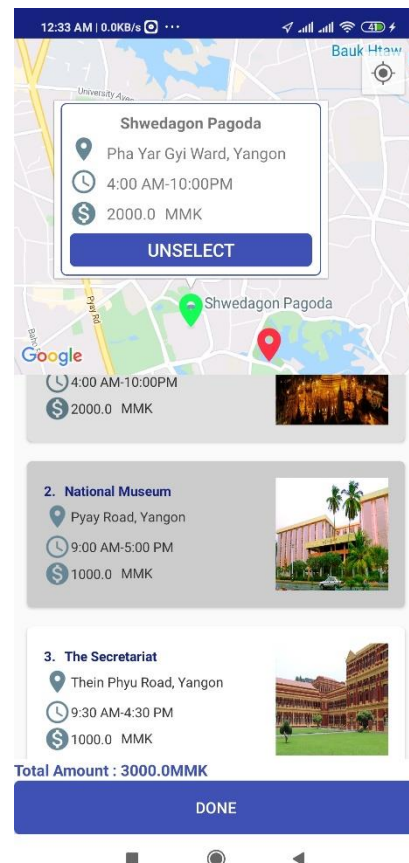 12:33 AM | 0.0KB/s ···
41
Bauk Htaw
University Ave
Shwedagon Pagoda
Pha Yar Gyi Ward, Yangon
4:00 AM-10:00PM
2000.0 MMK
UNSELECT
Pyay Rd
Shwedagon Pagoda
Google
4:00 AM-10:00PM
2000.0 MMK
2. National Museum
Pyay Road, Yangon
9:00 AM-5:00 PM
1000.0 MMK
3. The Secretariat
Thein Phyu Road, Yangon
9:30 AM-4:30 PM
1000.0 MMK
Total Amount : 3000.0MMK
DONE